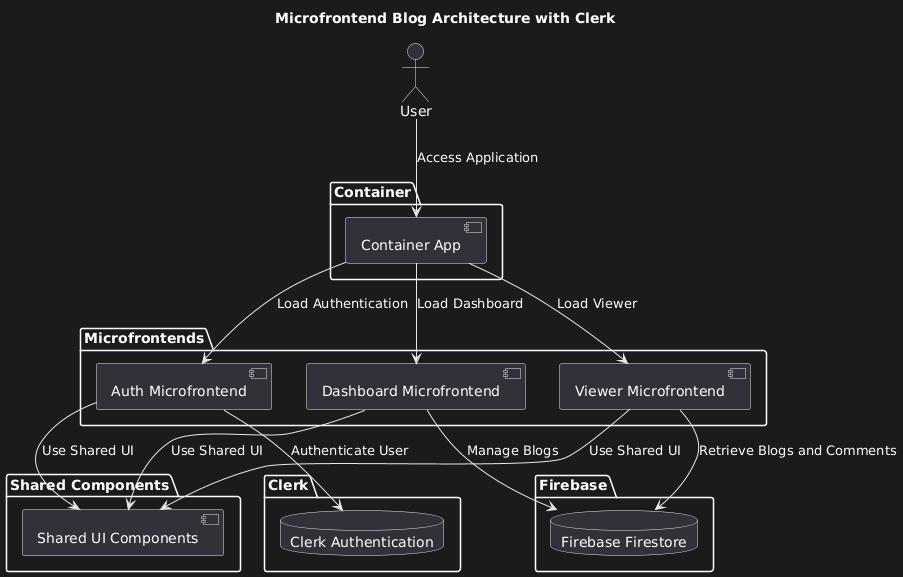 Microfrontend Blog Architecture with Clerk
User
Access Application
Container
Container App
Load Authentication
Load Dashboard
Load Viewer
Microfrontends
Auth Microfrontend
Dashboard Microfrontend
Viewer Microfrontend
Use Shared UI
Use Shared UI
Authenticate User
Manage Blogs
Use Shared UI
Retrieve Blogs and Comments
Shared Components
Clerk
Firebase
Shared UI Components
Clerk Authentication
Firebase Firestore